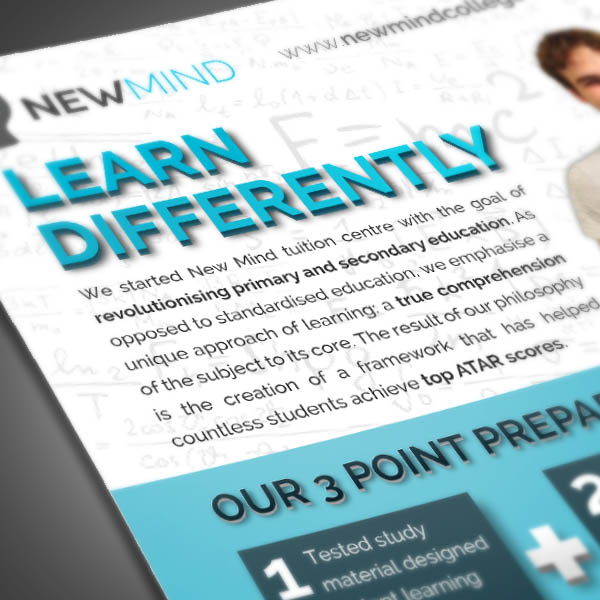 NEWMIND
www.newmindcolleg
LEARN
DIFFERENTLY
We started New Mind tuition centre with the goal of
revolutionising primary and secondary education. As
opposed to standardised education, we emphasise a
unique approach of learning; a true comprehension
of the subject to its core. The result of our philosophy
is the creation of a framework that has helped
countless students achieve top ATAR scores.
OUR 3 POINT PREPA
1 Tested study
material designed
learning
+
2